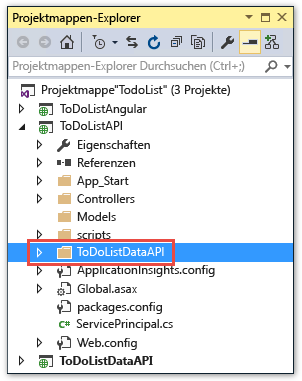 Projektmappen-Explorer
Projektmappen-Explorer Durchsuchen (Ctrl+;)
Projektmappe"TodoList" (3 Projekte)
ToDoListAngular
ToDoListAPI
Eigenschaften
Referenzen
App_Start
Controllers
Models
scripts
ToDoListDataAPI
ApplicationInsights.config
Global.asax
packages.config
C# ServicePrincipal.cs
Web.config
ToDoListDataAPI